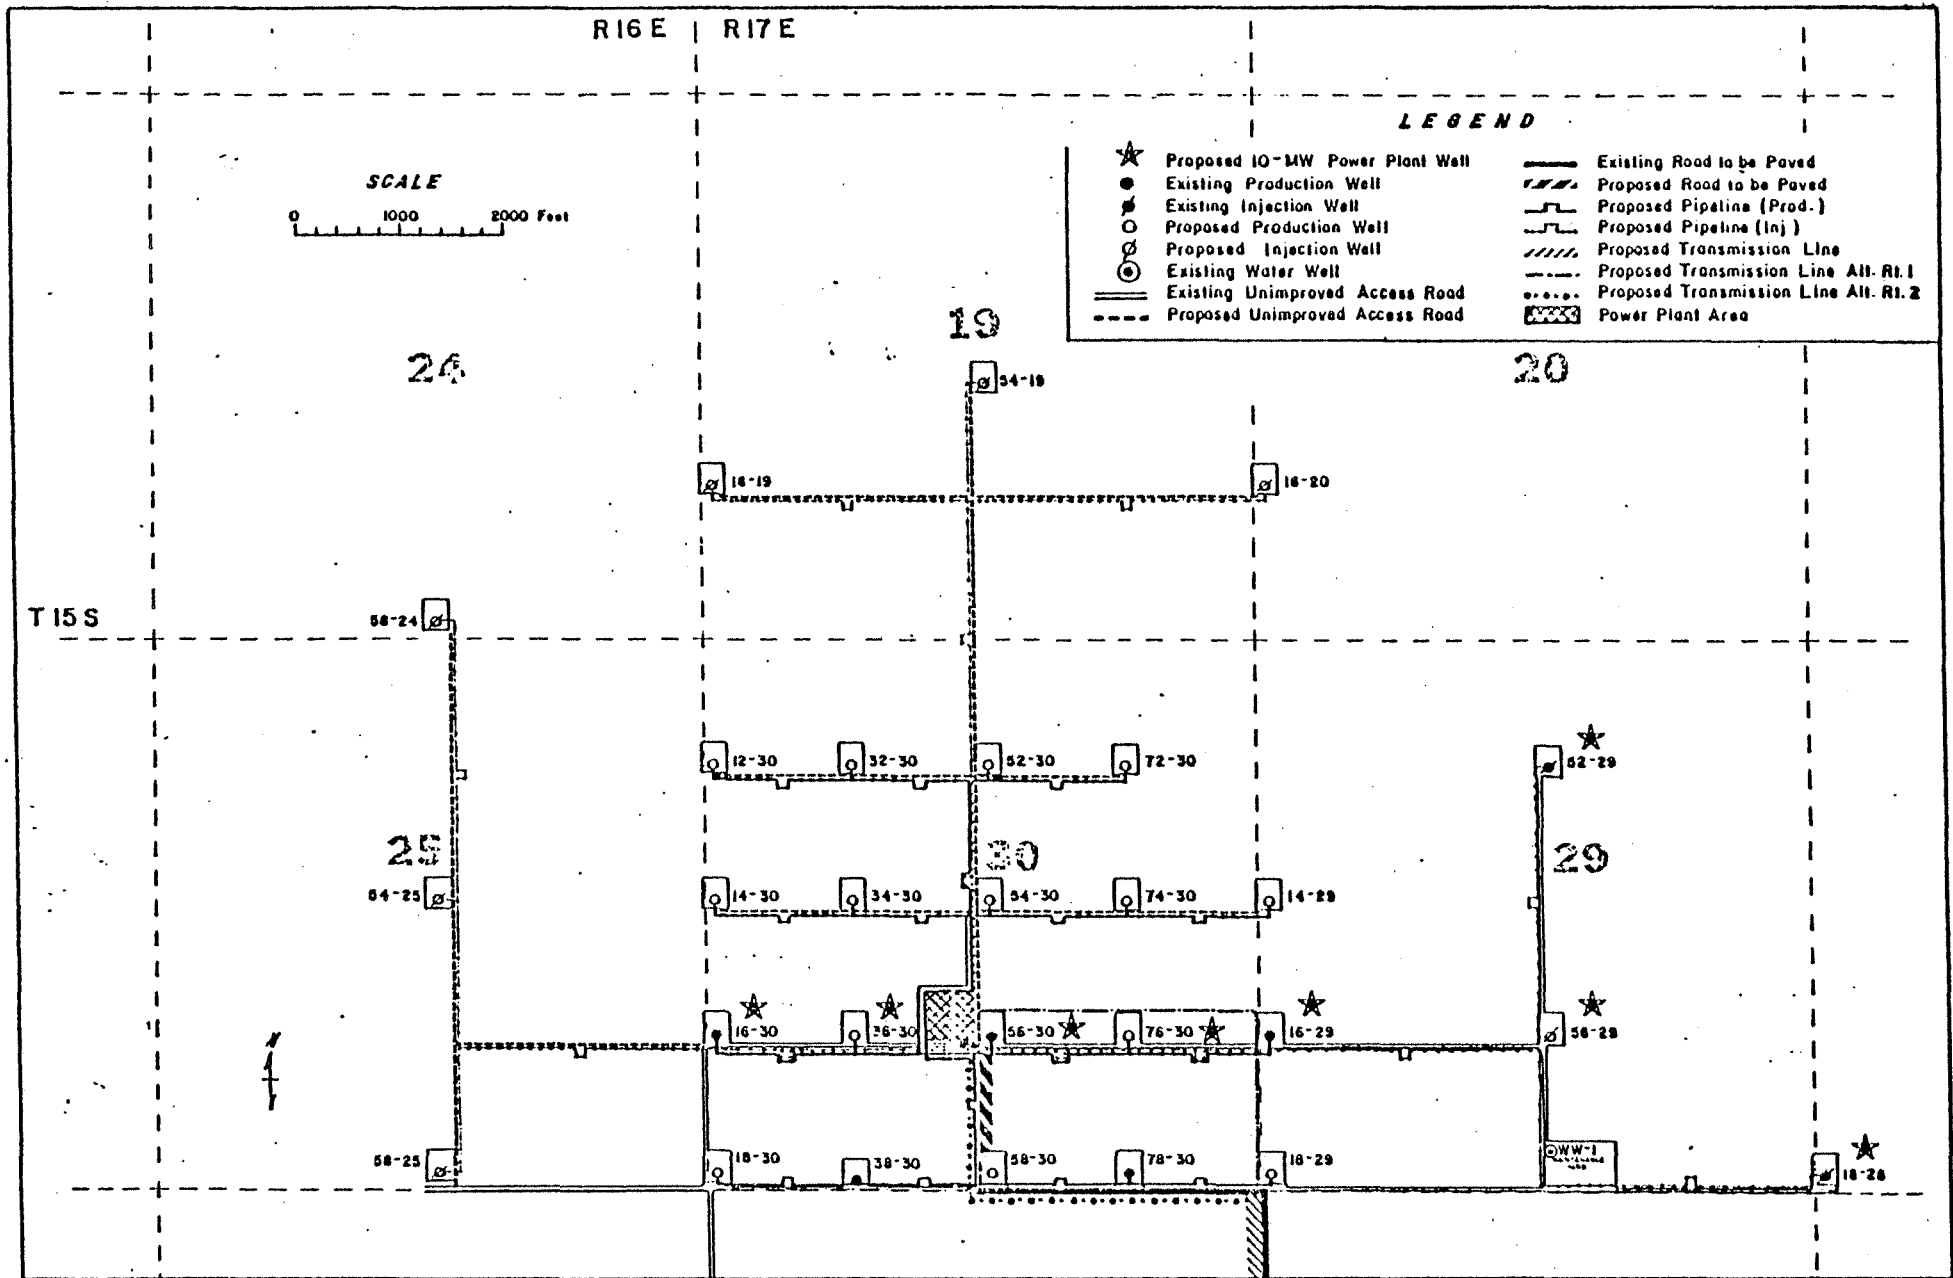 R16E R17E
LEGEND
Proposed 10-MW Power Plant Well
Existing Production Well
Existing Injection Well
Proposed Production Well
Proposed Injection Well
Existing Water Well
Existing Unimproved Access Road
Proposed Unimproved Access Road
Existing Road to be Paved
Proposed Road to be Paved
Proposed Pipeline (Prod.)
Proposed Pipeline (Inj)
Proposed Transmission Line
Proposed Transmission Line Alt. Rt. 1
Proposed Transmission Line Alt. Rt. 2
Power Plant Area
SCALE
0 1000 2000 Feet
19
24
20
54-19
16-19
16-20
T15S
58-24
12-30
32-30
52-30
72-30
52-29
25
30
29
54-25
14-30
34-30
54-30
74-30
14-29
16-30
36-30
56-30
76-30
16-29
56-29
N
58-25
18-30
38-30
58-30
78-30
18-29
WW-1
18-28